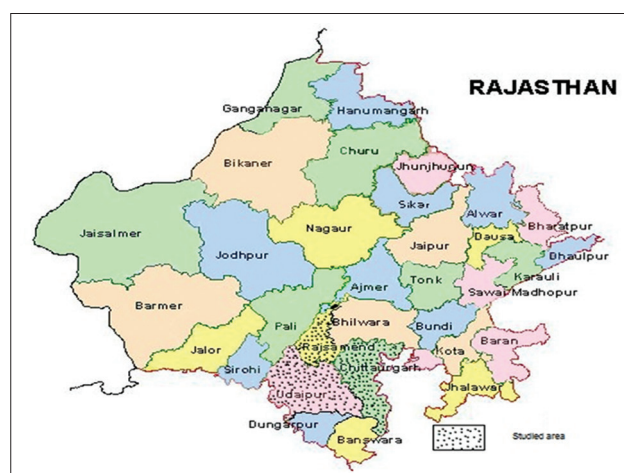 RAJASTHAN
Ganganagar
Hanumangarh
Bikaner
Churu
Jhunjhunun
Sikar
Alwar
Bharatpur
Jaisalmer
Nagaur
Jaipur
Dausa
Dhaulpur
Jodhpur
Karauli
Ajmer
Tonk
Sawai Madhopur
Barmer
Pali
Bhilwara
Bundi
Jalor
Rajsamend
Kota
Baran
Sirohi
Chittaurgarh
Udaipur
Jhalawar
Dungarpur
Banswara
Studied area